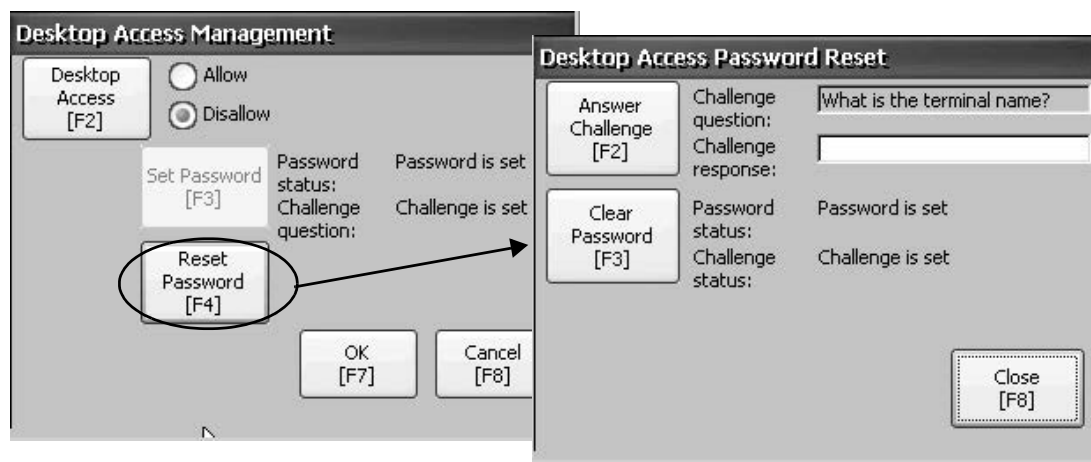 Desktop Access Management
Desktop
Access
[F2]
Allow
Disallow
Set Password
[F3]
Password
status:
Password is set
Challenge
question:
Challenge is set
Reset
Password
[F4]
OK
[F7]
Cancel
[F8]
Desktop Access Password Reset
Answer
Challenge
[F2]
Challenge
question:
What is the terminal name?
Challenge
response:
Clear
Password
[F3]
Password
status:
Password is set
Challenge
status:
Challenge is set
Close
[F8]